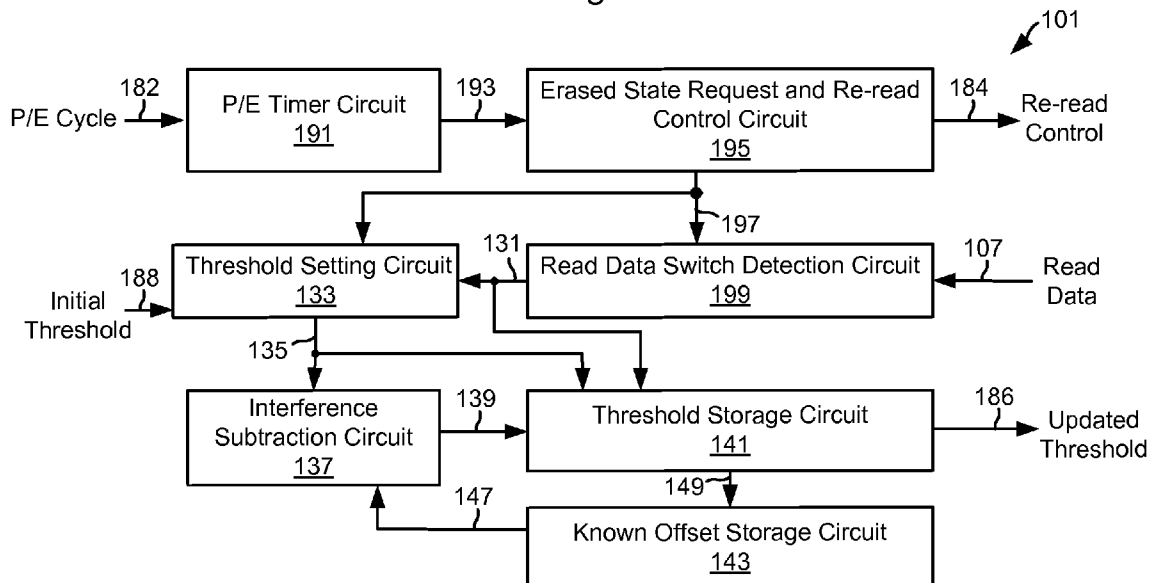 101
182
P/E Cycle
P/E Timer Circuit
191
193
Erased State Request and Re-read
Control Circuit
195
184
Re-read
Control
197
188
Initial
Threshold
Threshold Setting Circuit
133
131
Read Data Switch Detection Circuit
199
107
Read
Data
135
Interference
Subtraction Circuit
137
139
Threshold Storage Circuit
141
186
Updated
Threshold
149
147
Known Offset Storage Circuit
143